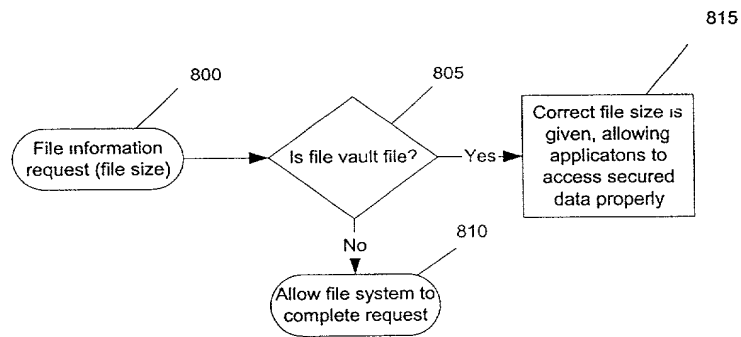 800
805
815
File information
request (file size)
Is file vault file?
Yes
Correct file size is
given, allowing
applicatons to
access secured
data properly
No
810
Allow file system to
complete request